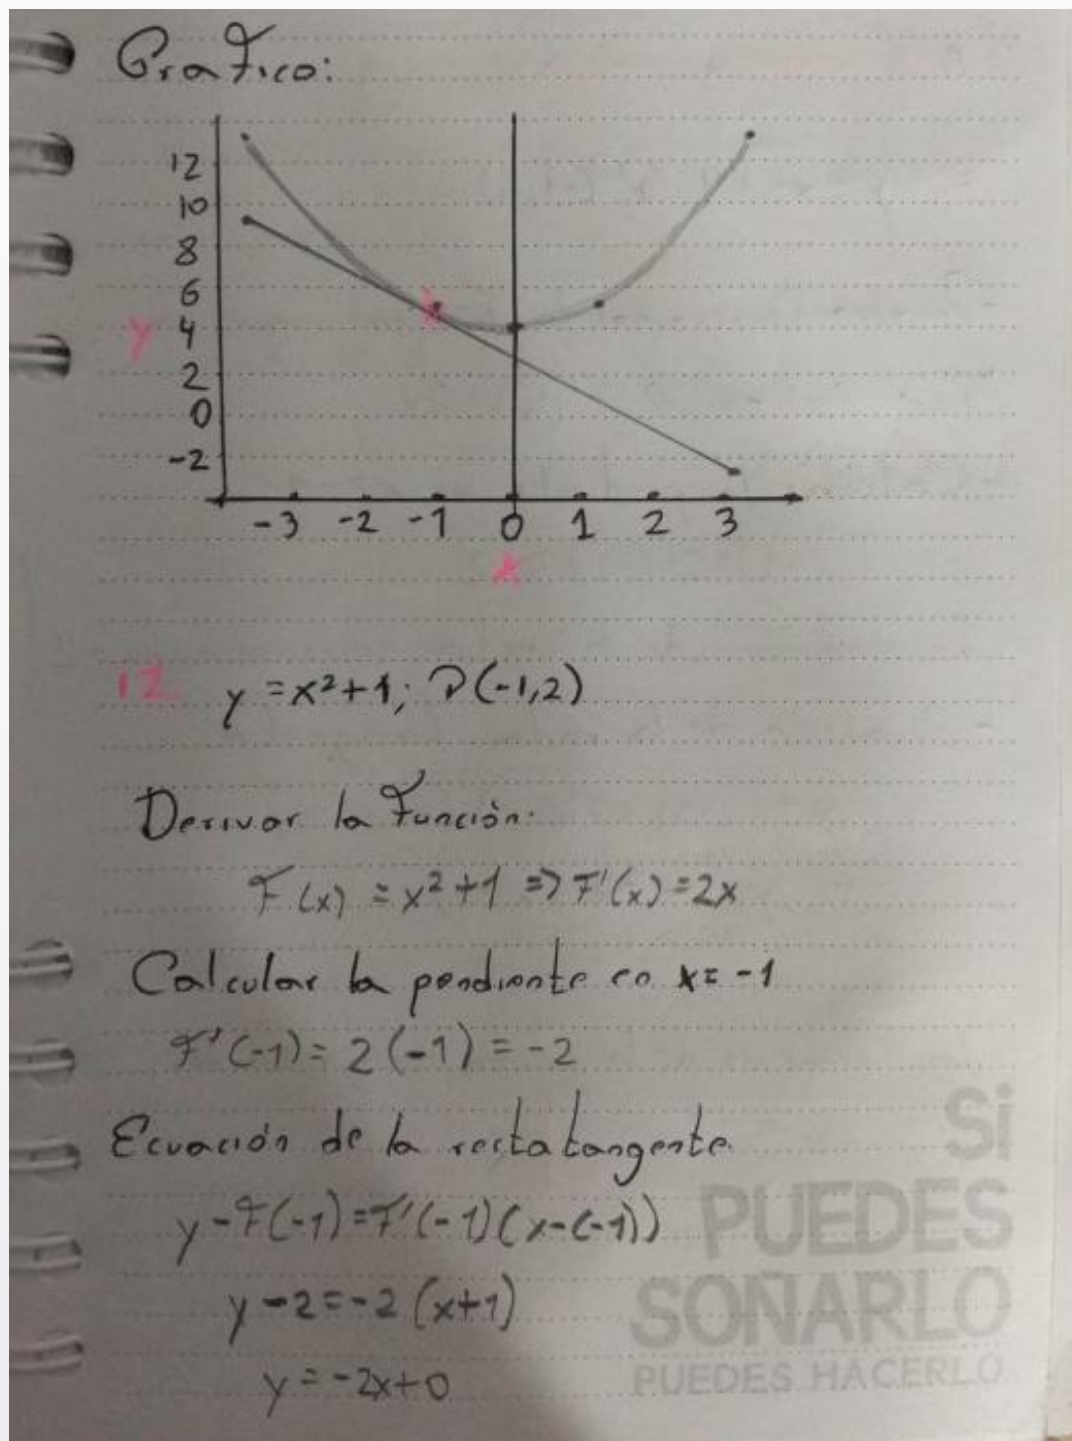 Grafico:
12
10
8
6
y 4
2
0
-2
-3 -2 -1 0 1 2 3
x
12. y = x²+1; P(-1,2)
Derivar la Función:
F(x) = x²+1 => F'(x) = 2x
Calcular la pendiente en x = -1
F'(-1) = 2(-1) = -2
Ecuación de la recta tangente.
y-F(-1)=F'(-1)(x-(-1))
y-2=-2(x+1)
y=-2x+0
Si
PUEDES
SOÑARLO
PUEDES HACERLO